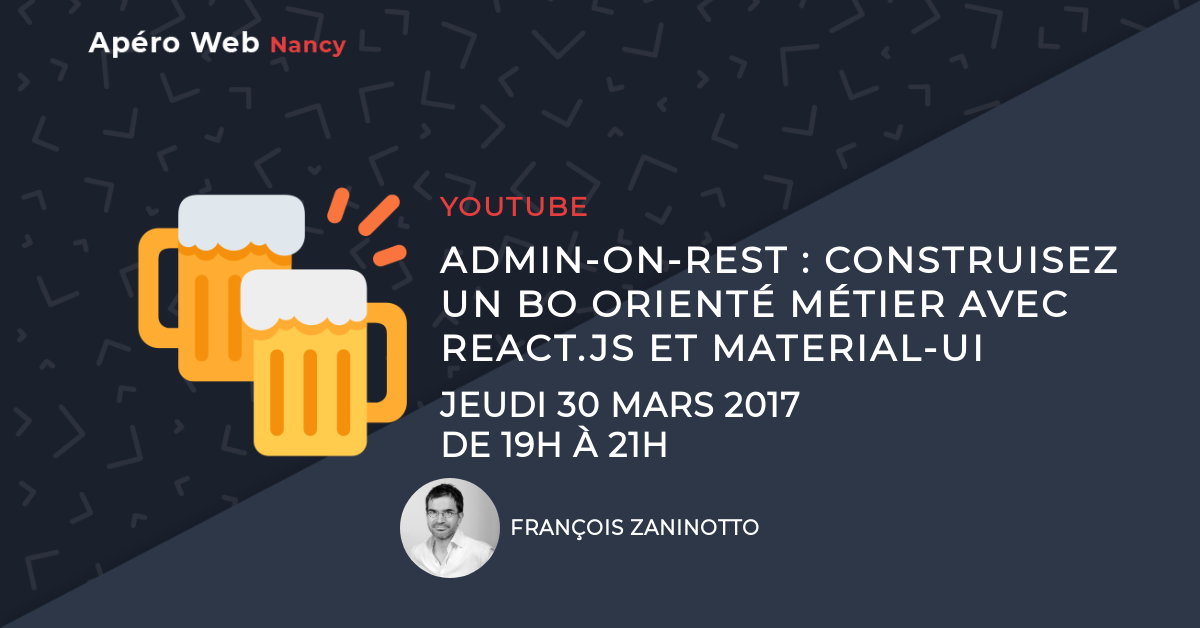 Apéro Web Nancy
YOUTUBE
ADMIN-ON-REST : CONSTRUISEZ
UN BO ORIENTÉ MÉTIER AVEC
REACT.JS ET MATERIAL-UI
JEUDI 30 MARS 2017
DE 19H À 21H
FRANÇOIS ZANINOTTO